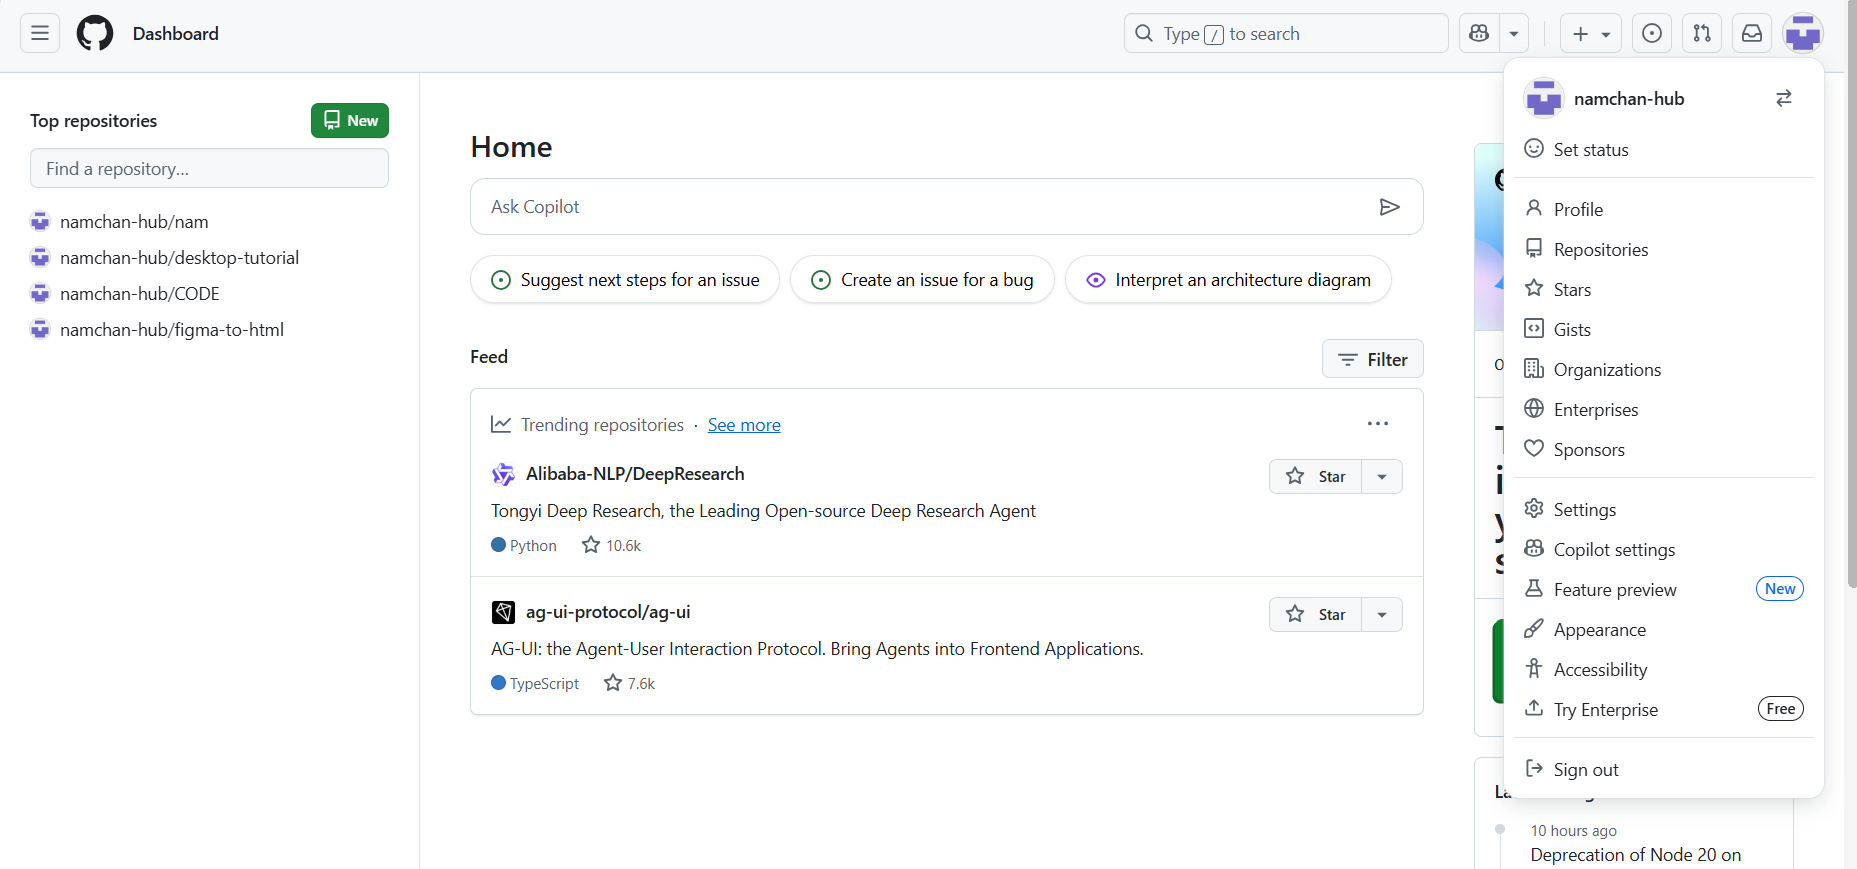 Dashboard
Type / to search
Top repositories
New
Find a repository...
namchan-hub/nam
namchan-hub/desktop-tutorial
namchan-hub/CODE
namchan-hub/figma-to-html
Home
Ask Copilot
Suggest next steps for an issue
Create an issue for a bug
Interpret an architecture diagram
Feed
Filter
Trending repositories · See more
Alibaba-NLP/DeepResearch
Star
Tongyi Deep Research, the Leading Open-source Deep Research Agent
Python 10.6k
ag-ui-protocol/ag-ui
Star
AG-UI: the Agent-User Interaction Protocol. Bring Agents into Frontend Applications.
TypeScript 7.6k
namchan-hub
Set status
Profile
Repositories
Stars
Gists
Organizations
Enterprises
Sponsors
Settings
Copilot settings
Feature preview New
Appearance
Accessibility
Try Enterprise Free
Sign out
10 hours ago
Deprecation of Node 20 on